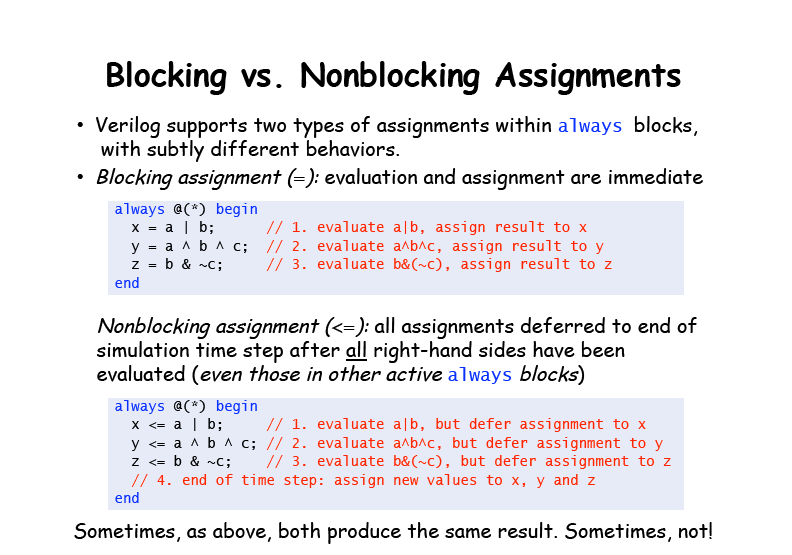 Blocking vs. Nonblocking Assignments
• Verilog supports two types of assignments within always blocks,
with subtly different behaviors.
• Blocking assignment (=): evaluation and assignment are immediate
always @(*) begin
x = a | b; // 1. evaluate a|b, assign result to x
y = a ^ b ^ c; // 2. evaluate a^b^c, assign result to y
z = b & ~c; // 3. evaluate b&(~c), assign result to z
end
Nonblocking assignment (<=): all assignments deferred to end of
simulation time step after all right-hand sides have been
evaluated (even those in other active always blocks)
always @(*) begin
x <= a | b; // 1. evaluate a|b, but defer assignment to x
y <= a ^ b ^ c; // 2. evaluate a^b^c, but defer assignment to y
z <= b & ~c; // 3. evaluate b&(~c), but defer assignment to z
// 4. end of time step: assign new values to x, y and z
end
Sometimes, as above, both produce the same result. Sometimes, not!